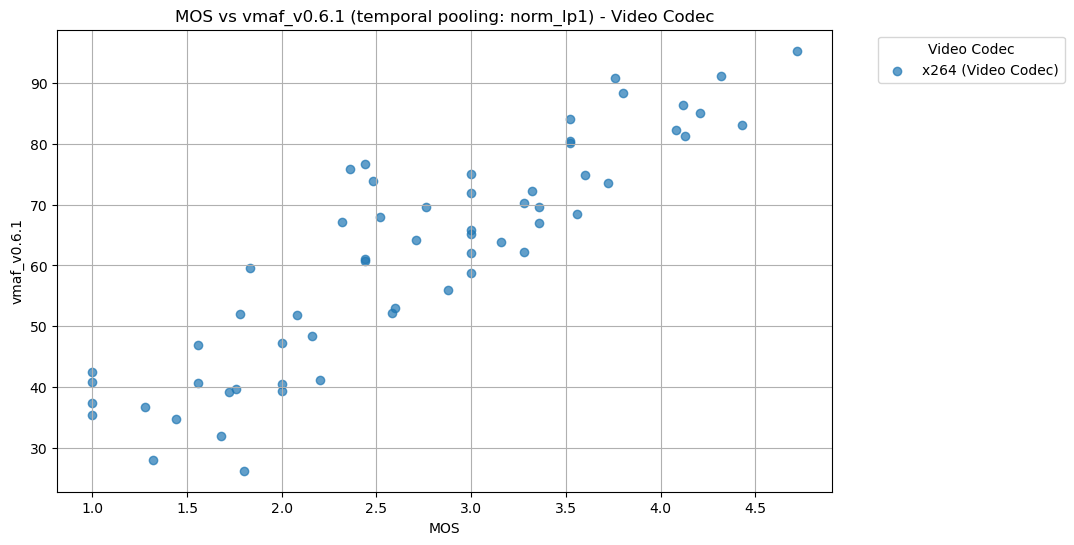 MOS vs vmaf_v0.6.1 (temporal pooling: norm_lp1) - Video Codec
Video Codec
x264 (Video Codec)
vmaf_v0.6.1
90
80
70
60
50
40
30
1.0 1.5 2.0 2.5 3.0 3.5 4.0 4.5
MOS